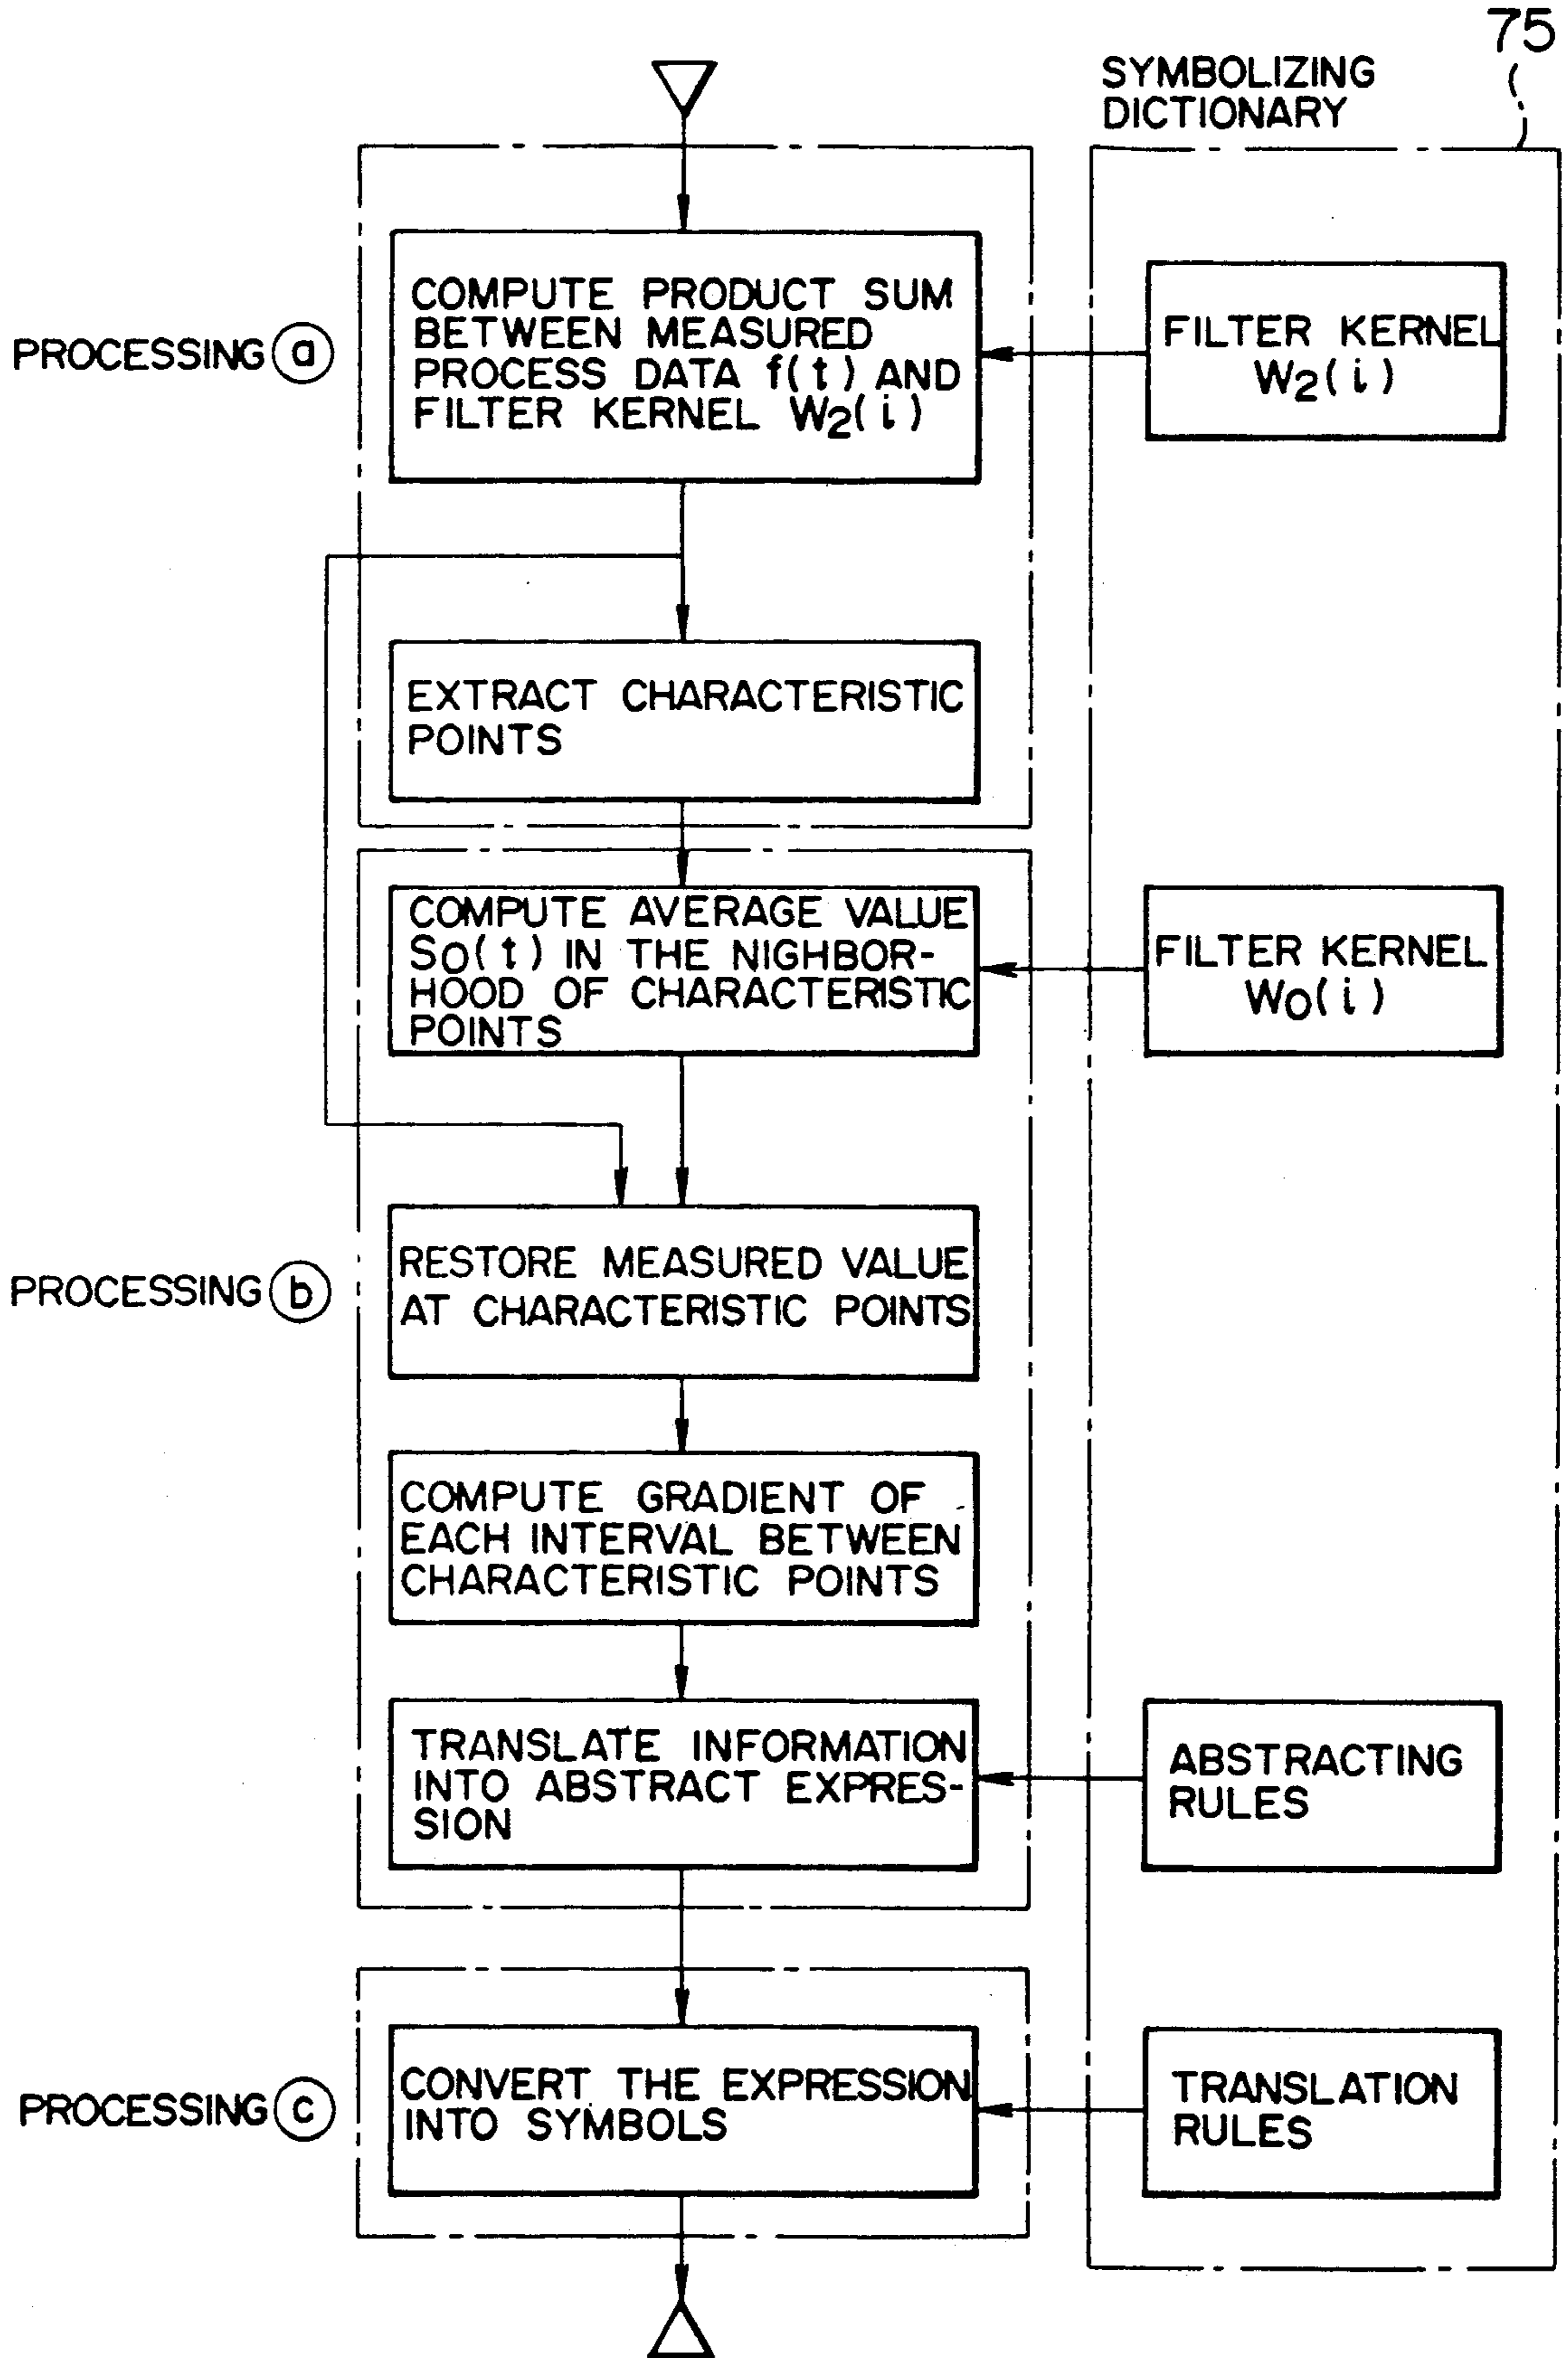 75
SYMBOLIZING
DICTIONARY
PROCESSING a
COMPUTE PRODUCT SUM
BETWEEN MEASURED
PROCESS DATA f(t) AND
FILTER KERNEL W2(i)
FILTER KERNEL
W2(i)
EXTRACT CHARACTERISTIC
POINTS
COMPUTE AVERAGE VALUE
So(t) IN THE NIGHBOR-
HOOD OF CHARACTERISTIC
POINTS
FILTER KERNEL
Wo(i)
PROCESSING b
RESTORE MEASURED VALUE
AT CHARACTERISTIC POINTS
COMPUTE GRADIENT OF
EACH INTERVAL BETWEEN
CHARACTERISTIC POINTS
TRANSLATE INFORMATION
INTO ABSTRACT EXPRES-
SION
ABSTRACTING
RULES
PROCESSING c
CONVERT THE EXPRESSION
INTO SYMBOLS
TRANSLATION
RULES